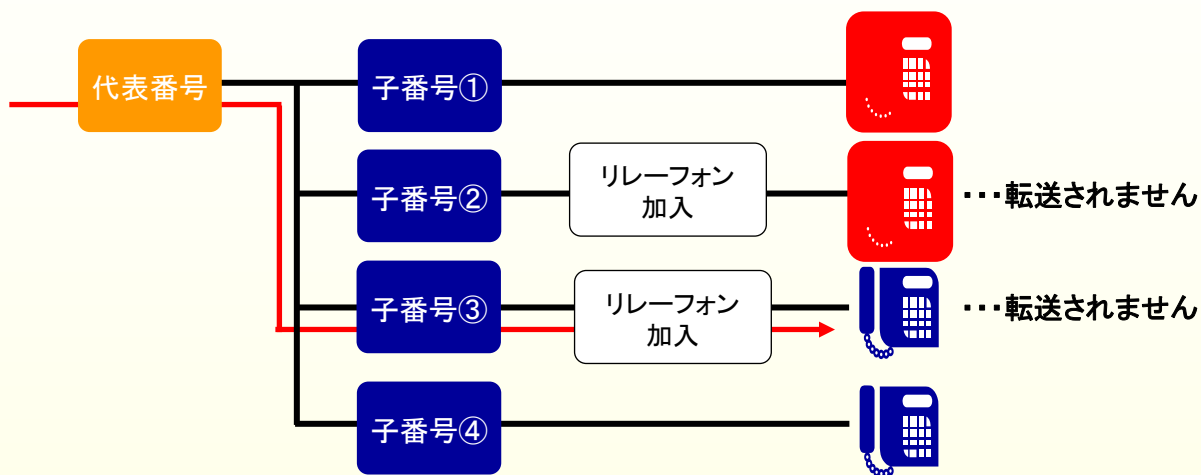 代表番号
子番号①
子番号②
リレーフォン
加入
・・・転送されません
子番号③
リレーフォン
加入
・・・転送されません
子番号④